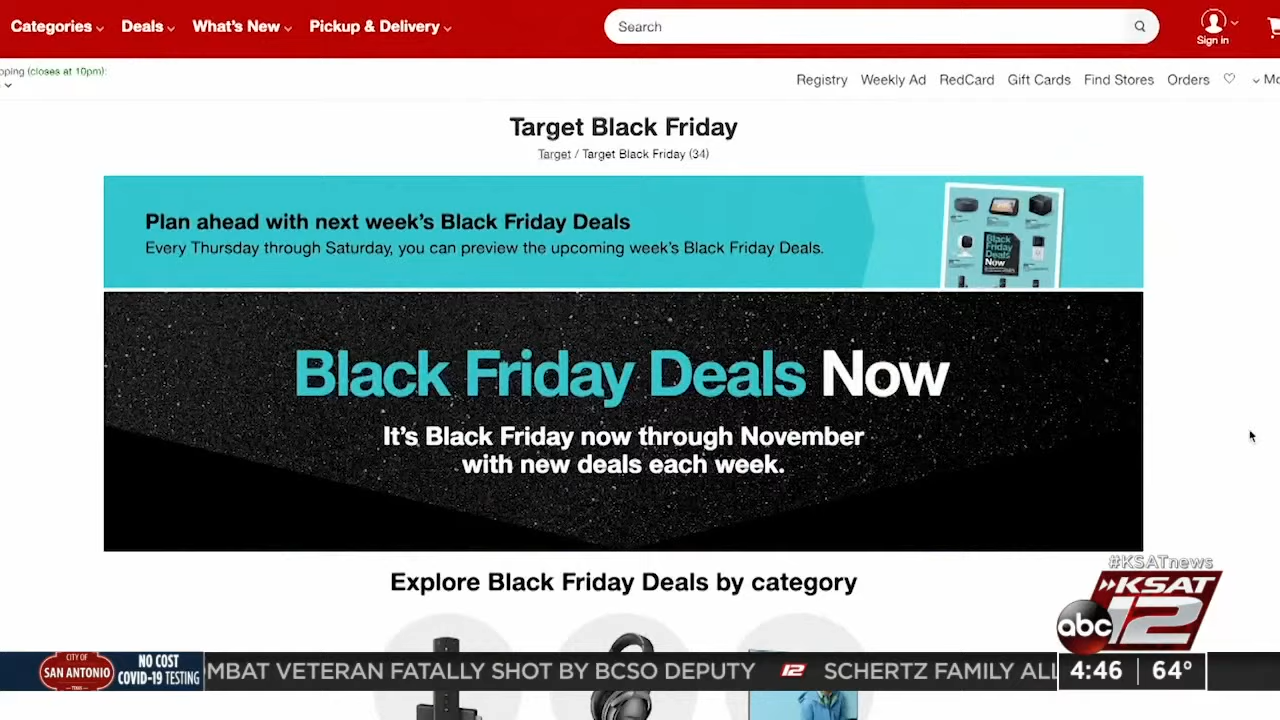 Categories Deals What's New Pickup & Delivery Search Sign in
pping (closes at 10pm):
Registry Weekly Ad RedCard Gift Cards Find Stores Orders Mo
Target Black Friday
Target / Target Black Friday (34)
Plan ahead with next week's Black Friday Deals
Every Thursday through Saturday, you can preview the upcoming week's Black Friday Deals.
Black
Friday
Deals
Now
Black Friday Deals Now
It's Black Friday now through November
with new deals each week.
Explore Black Friday Deals by category
#KSATnews
KSAT
abc 12
CITY OF
SAN ANTONIO
TEXAS
NO COST
COVID-19 TESTING
OMBAT VETERAN FATALLY SHOT BY BCSO DEPUTY 12 SCHERTZ FAMILY ALL
4:46 64°